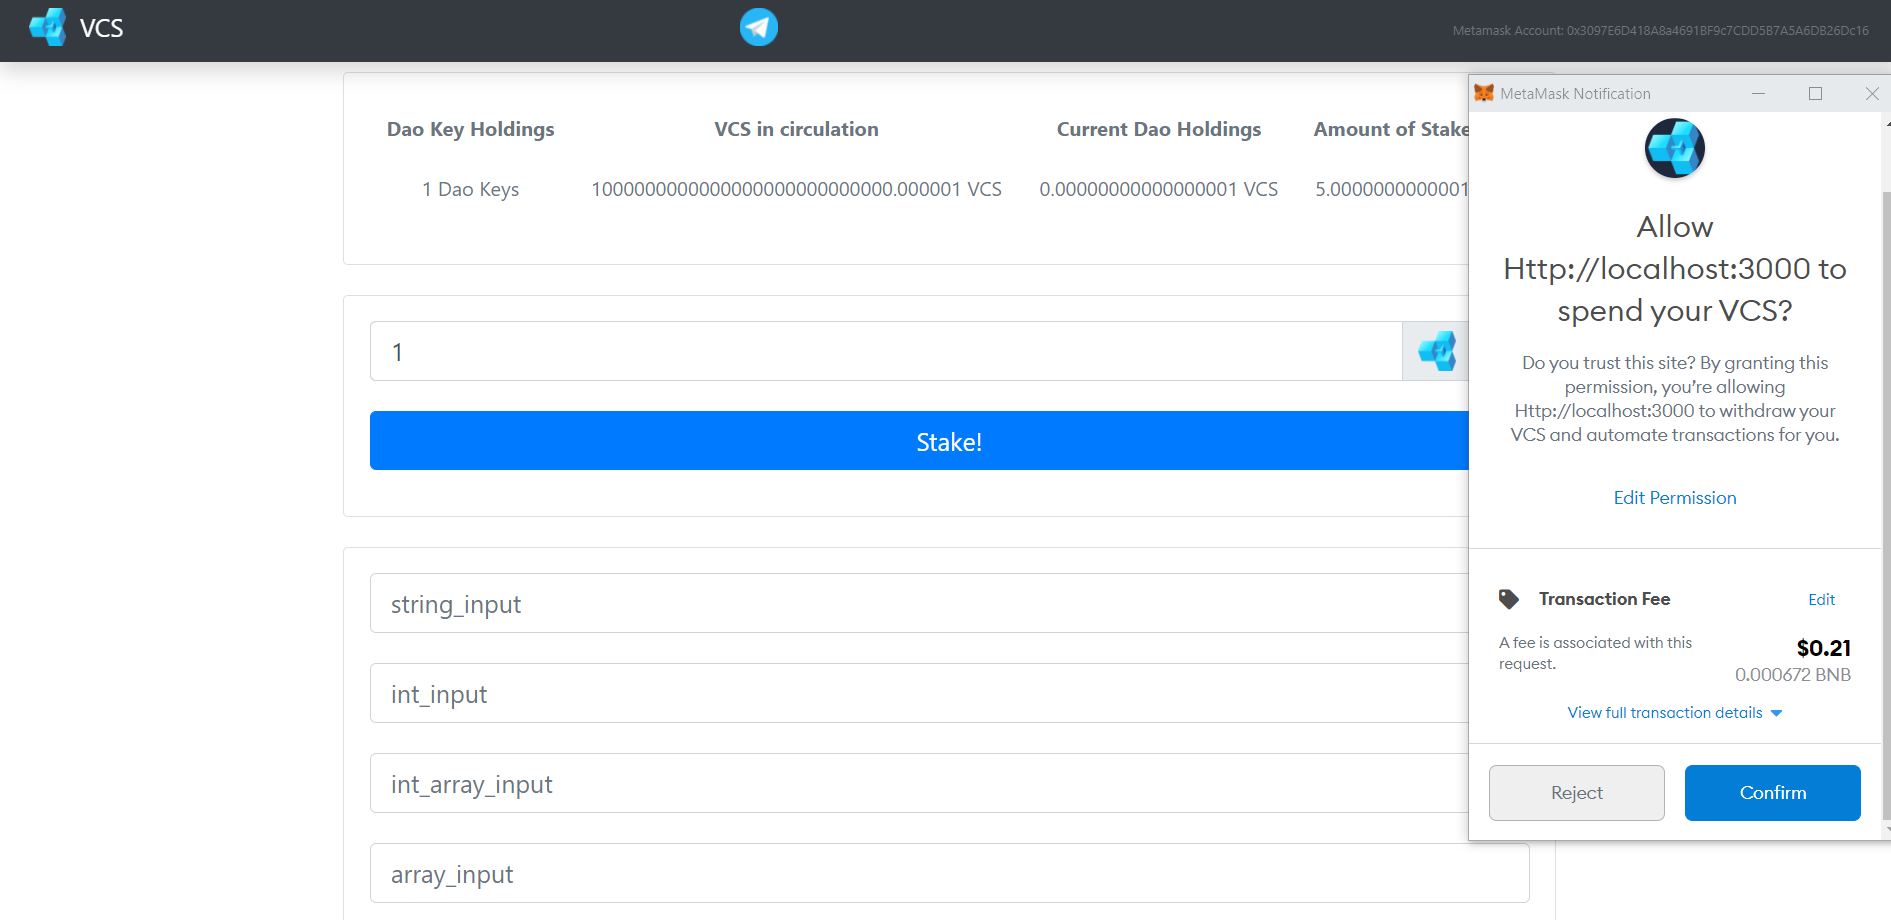 VCS
Metamask Account: 0x3097E6D418A8a4691BF9c7CDD5B7A5A6DB26Dc16
Dao Key Holdings
VCS in circulation
Current Dao Holdings
Amount of Stake
1 Dao Keys
1000000000000000000000000000.000001 VCS
0.00000000000000001 VCS
5.0000000000001
1
Stake!
string_input
int_input
int_array_input
array_input
MetaMask Notification
Allow
Http://localhost:3000 to
spend your VCS?
Do you trust this site? By granting this
permission, you’re allowing
Http://localhost:3000 to withdraw your
VCS and automate transactions for you.
Edit Permission
Transaction Fee
Edit
A fee is associated with this
request.
$0.21
0.000672 BNB
View full transaction details
Reject
Confirm